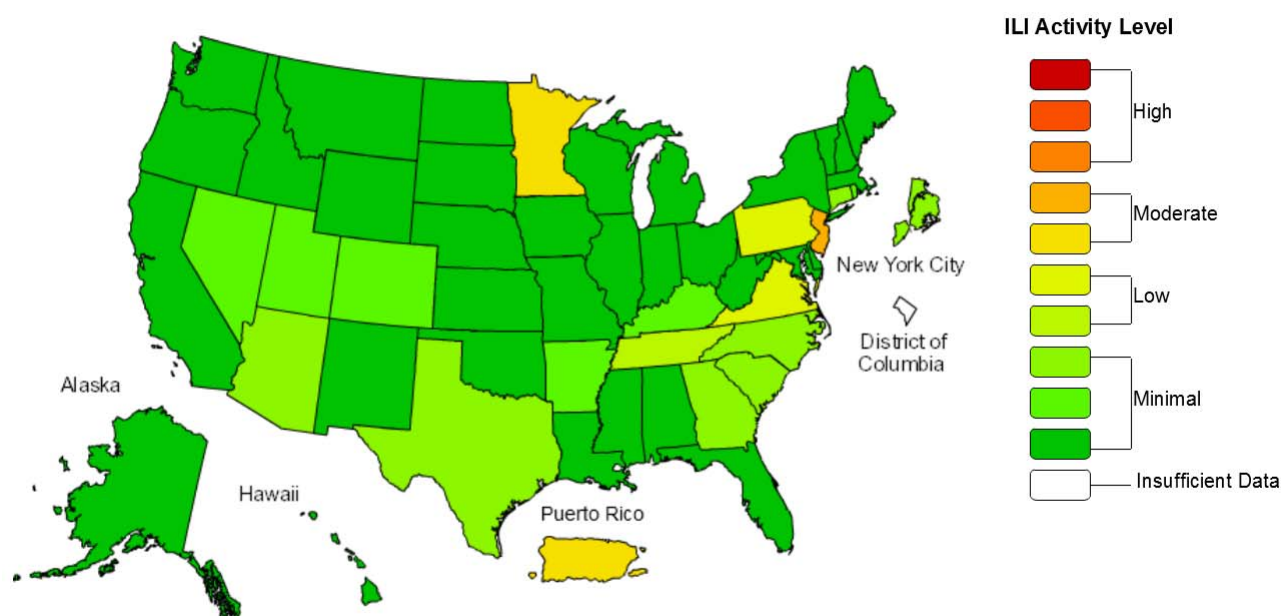 ILI Activity Level
High
Moderate
Low
Minimal
Insufficient Data
New York City
District of
Columbia
Alaska
Hawaii
Puerto Rico